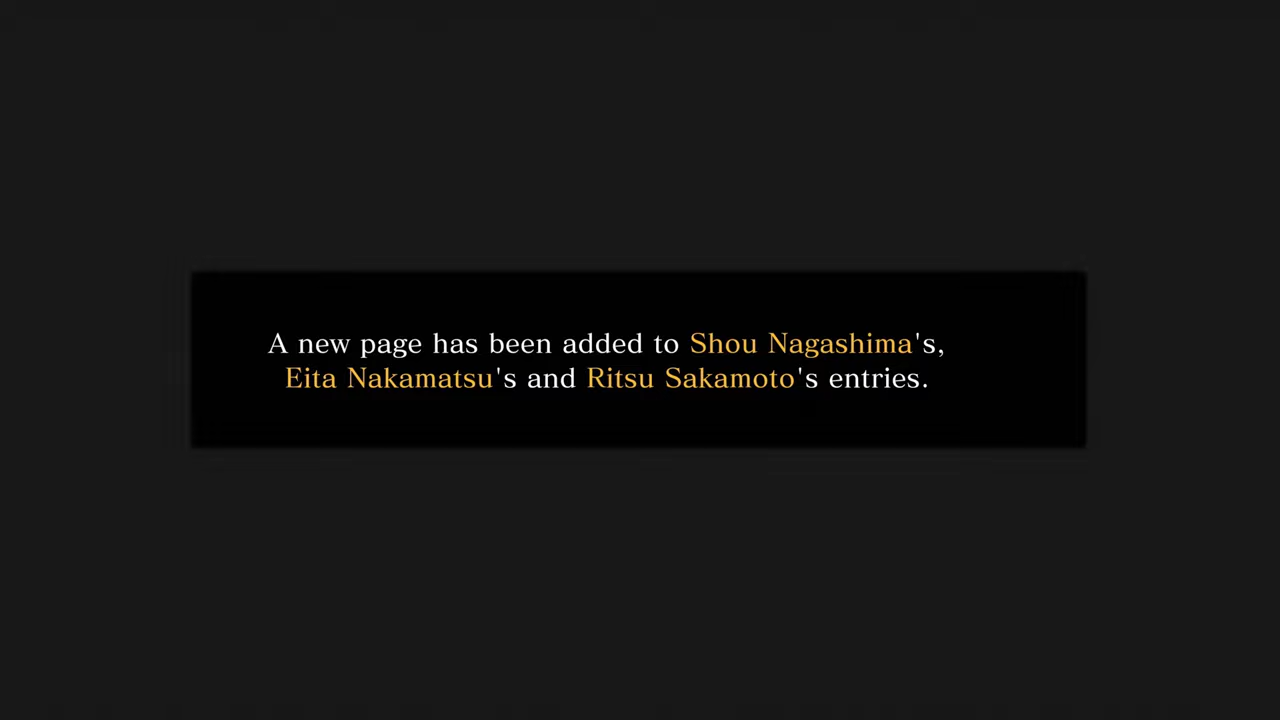 A new page has been added to Shou Nagashima's,
Eita Nakamatsu's and Ritsu Sakamoto's entries.